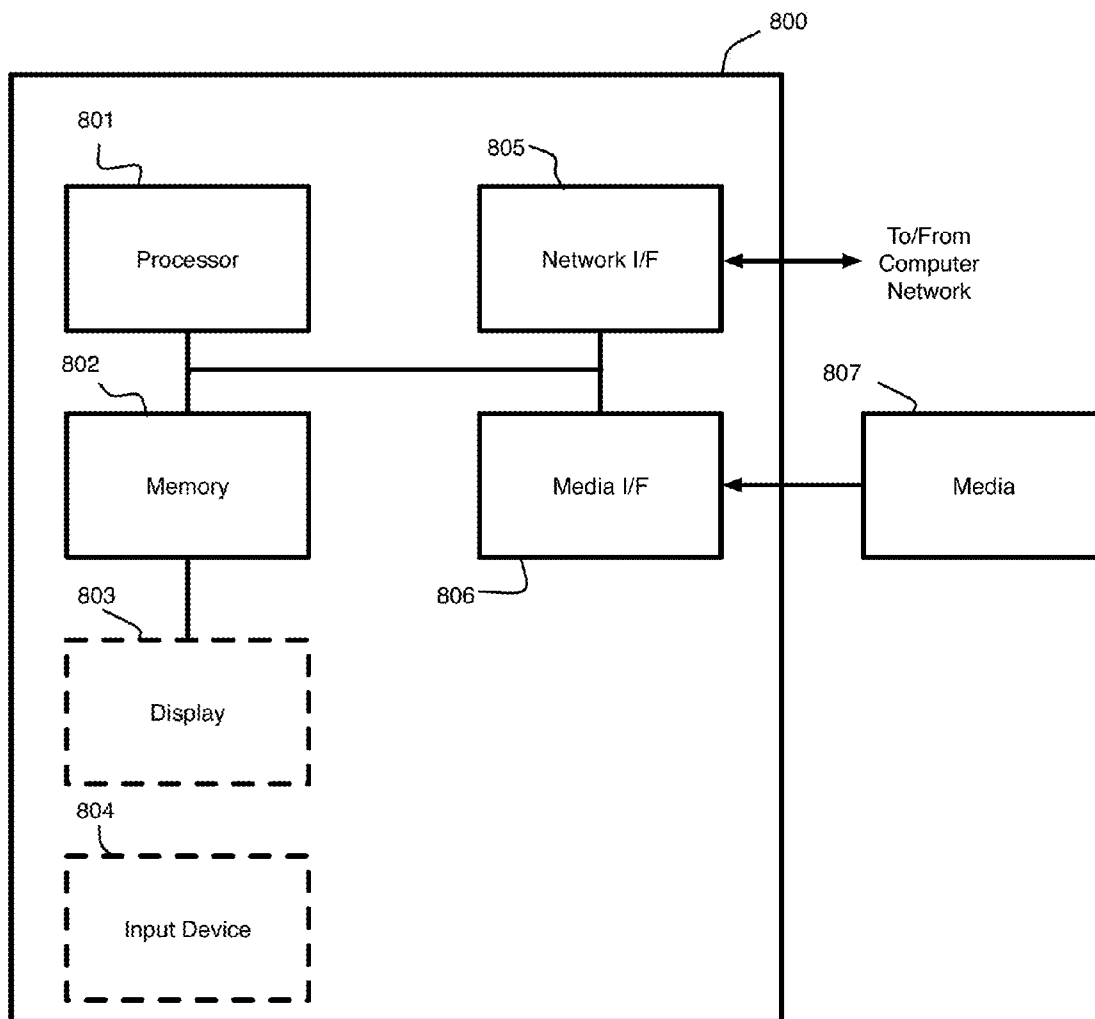 800
801
805
Processor
Network I/F
To/From
Computer
Network
802
807
Memory
Media I/F
Media
803
806
Display
804
Input Device